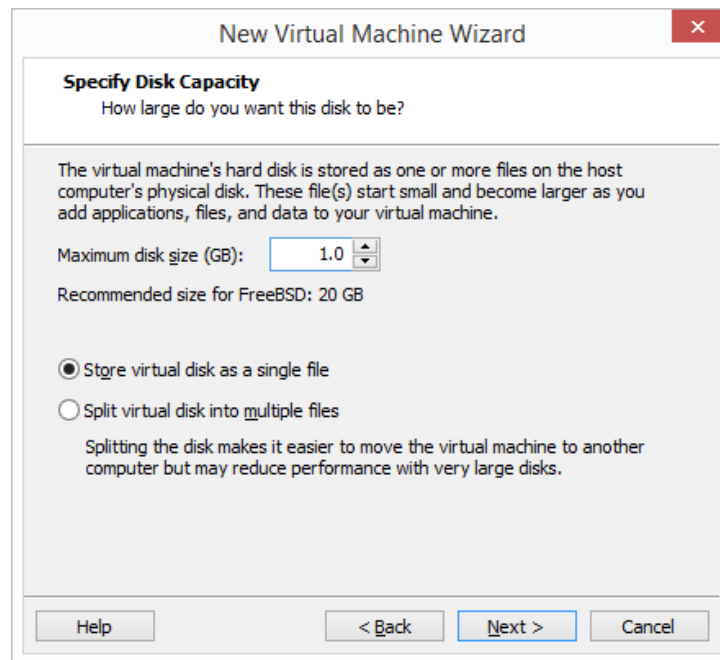 New Virtual Machine Wizard
Specify Disk Capacity
How large do you want this disk to be?
The virtual machine's hard disk is stored as one or more files on the host
computer's physical disk. These file(s) start small and become larger as you
add applications, files, and data to your virtual machine.
Maximum disk size (GB): 1.0
Recommended size for FreeBSD: 20 GB
Store virtual disk as a single file
Split virtual disk into multiple files
Splitting the disk makes it easier to move the virtual machine to another
computer but may reduce performance with very large disks.
Help < Back Next > Cancel